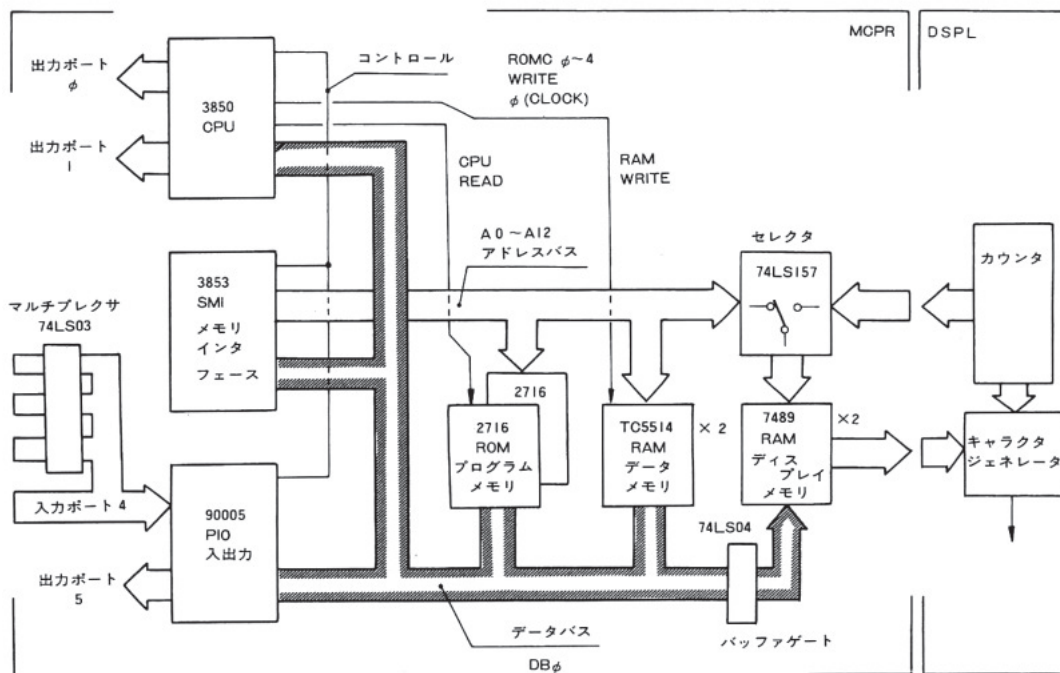 MCPR
DSPL
出力ポート
φ
3850
CPU
コントロール
ROMC φ~4
WRITE
φ (CLOCK)
出力ポート
1
CPU
READ
RAM
WRITE
A0~A12
アドレスバス
セレクタ
74LS157
カウンタ
3853
SMI
メモリ
インタ
フェース
マルチプレクサ
74LS03
2716
2716
ROM
プログラム
メモリ
TC5514
RAM
データ
メモリ
×2
7489
RAM
ディス
プレイ
メモリ
×2
キャラクタ
ジェネレータ
入力ポート4
90005
PIO
入出力
74LS04
出力ポート
5
データバス
DBφ
バッファゲート